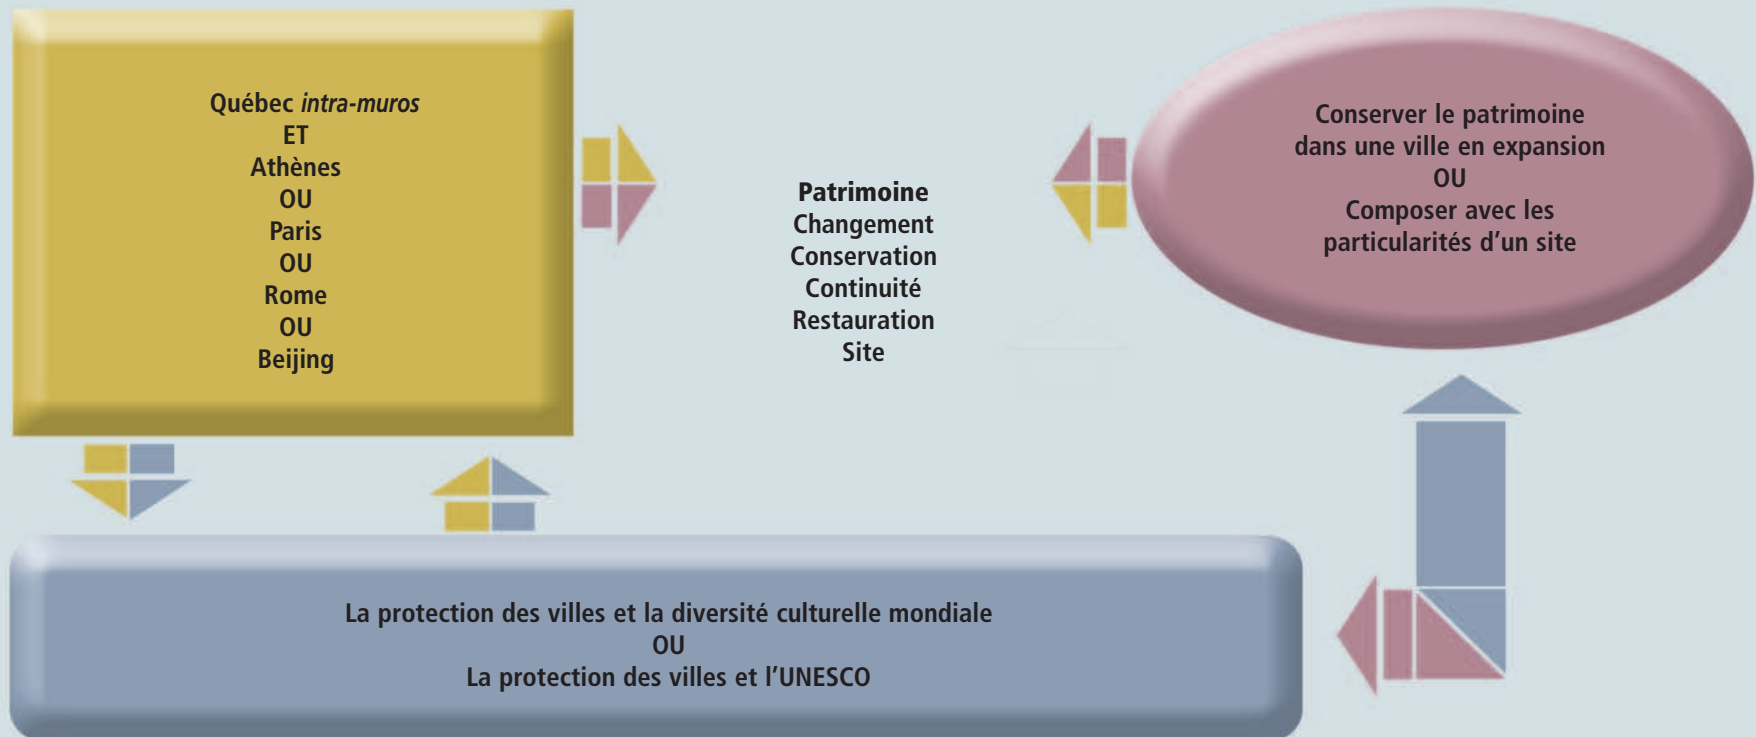 Québec intra-muros
ET
Athènes
OU
Paris
OU
Rome
OU
Beijing
Patrimoine
Changement
Conservation
Continuité
Restauration
Site
Conserver le patrimoine
dans une ville en expansion
OU
Composer avec les
particularités d'un site
La protection des villes et la diversité culturelle mondiale
OU
La protection des villes et l'UNESCO